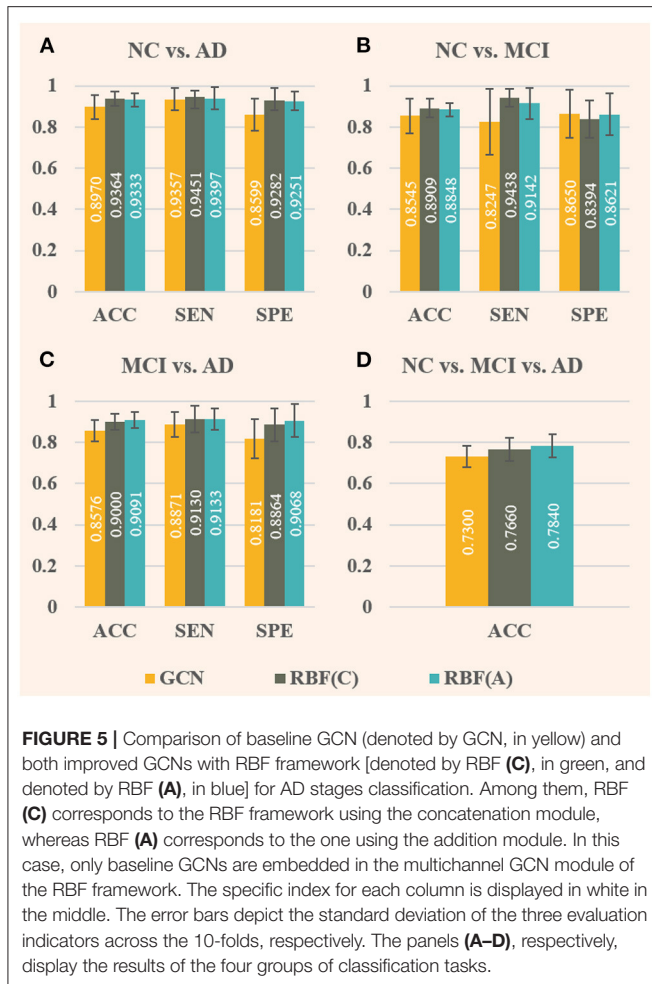 A
NC vs. AD
1
0.8
0.6
0.4
0.2
0
0.8970
0.9364
0.9333
0.9357
0.9451
0.9397
0.8599
0.9282
0.9251
ACC SEN SPE
B
NC vs. MCI
1
0.8
0.6
0.4
0.2
0
0.8545
0.8909
0.8848
0.8247
0.9438
0.9142
0.8650
0.8394
0.8621
ACC SEN SPE
C
MCI vs. AD
1
0.8
0.6
0.4
0.2
0
0.8576
0.9000
0.9091
0.8871
0.9130
0.9133
0.8181
0.8864
0.9068
ACC SEN SPE
D
NC vs. MCI vs. AD
1
0.8
0.6
0.4
0.2
0
0.7300
0.7660
0.7840
ACC
GCN RBF(C) RBF(A)
FIGURE 5 | Comparison of baseline GCN (denoted by GCN, in yellow) and
both improved GCNs with RBF framework [denoted by RBF (C), in green, and
denoted by RBF (A), in blue] for AD stages classification. Among them, RBF
(C) corresponds to the RBF framework using the concatenation module,
whereas RBF (A) corresponds to the one using the addition module. In this
case, only baseline GCNs are embedded in the multichannel GCN module of
the RBF framework. The specific index for each column is displayed in white in
the middle. The error bars depict the standard deviation of the three evaluation
indicators across the 10-folds, respectively. The panels (A–D), respectively,
display the results of the four groups of classification tasks.